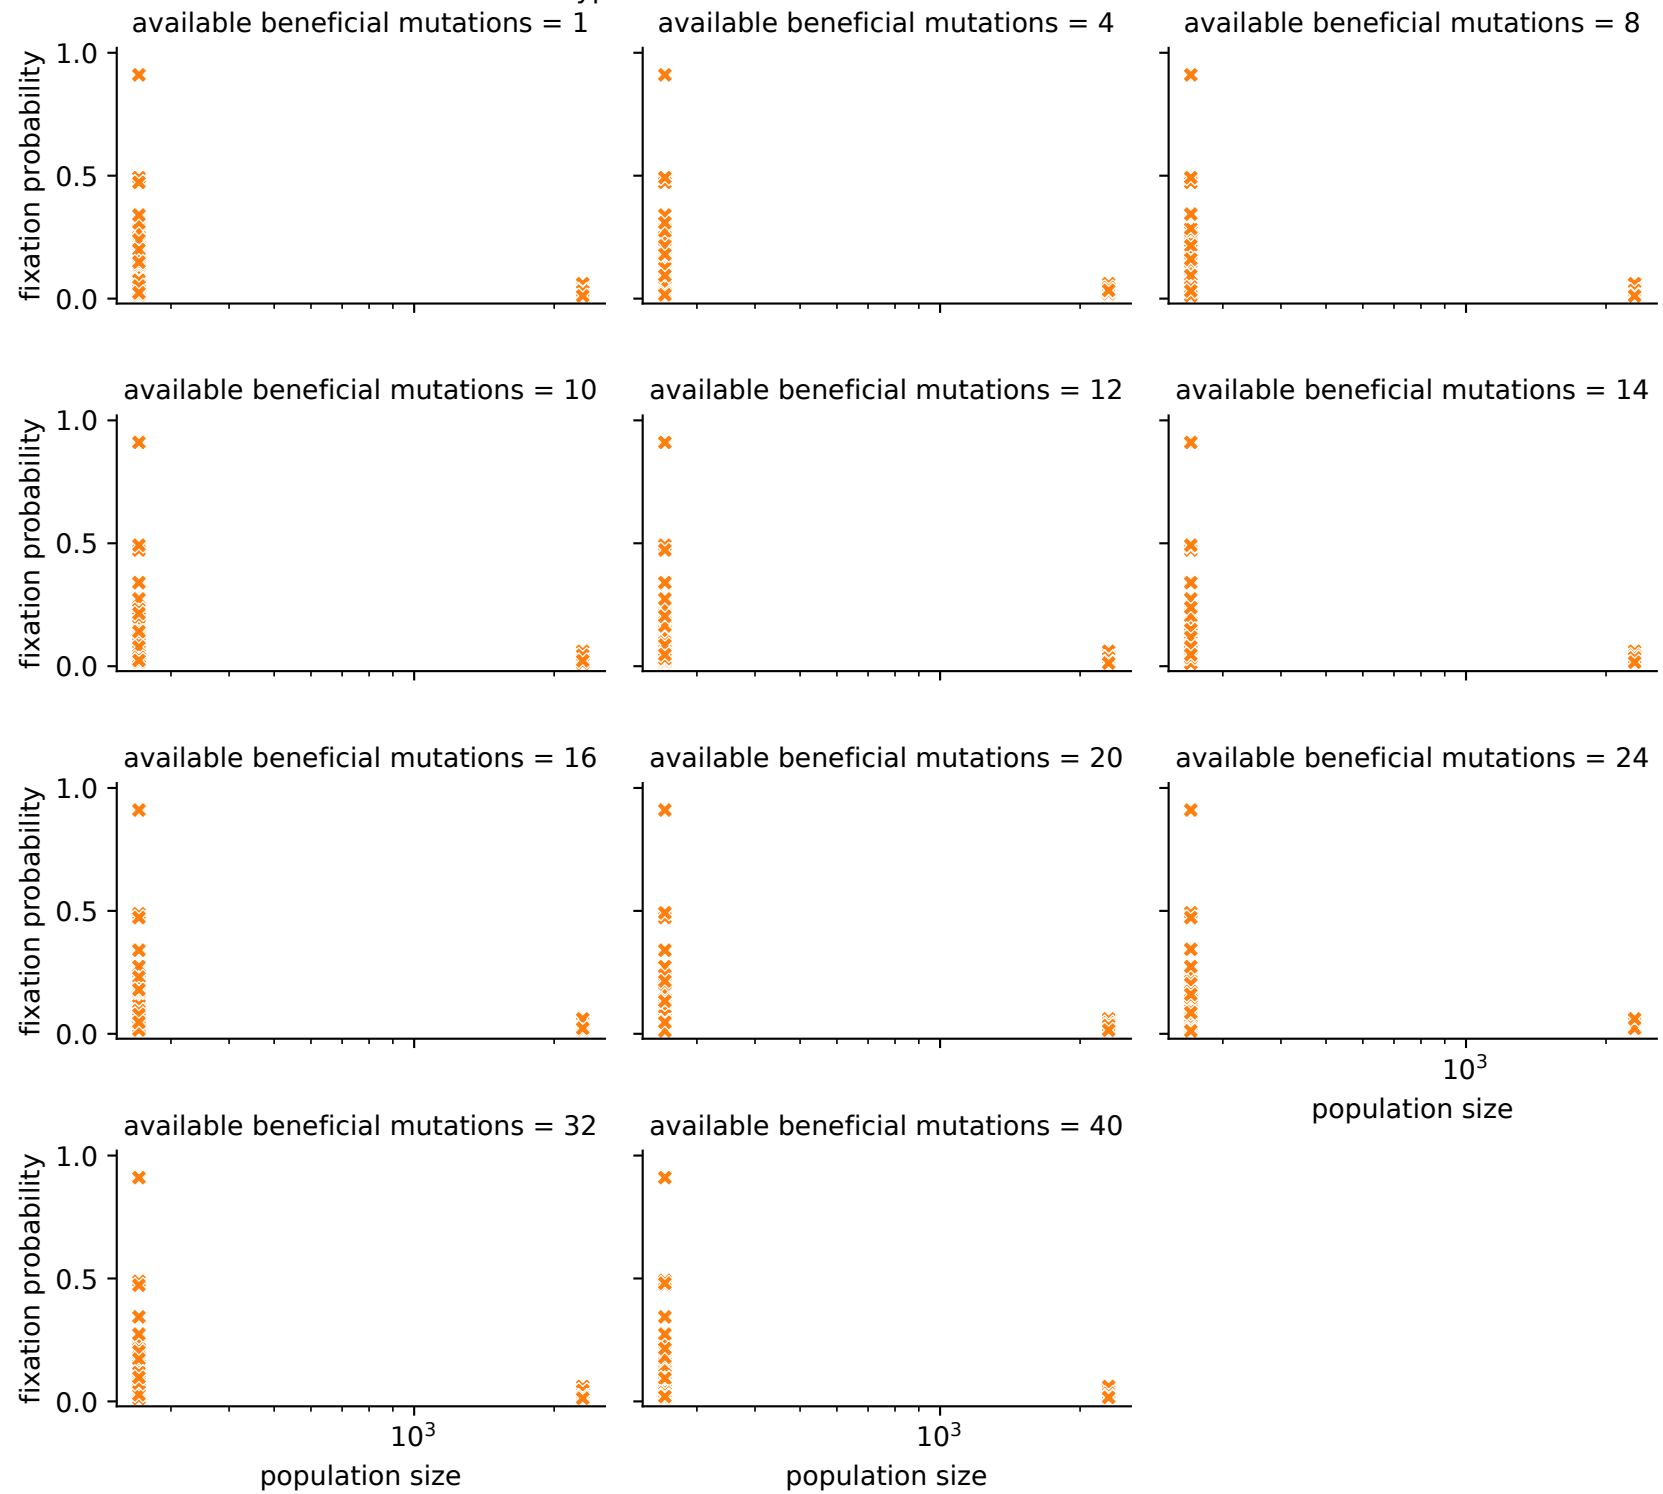 available beneficial mutations = 1
available beneficial mutations = 4
available beneficial mutations = 8
1.0
0.5
0.0
fixation probability
available beneficial mutations = 10
available beneficial mutations = 12
available beneficial mutations = 14
1.0
0.5
0.0
fixation probability
available beneficial mutations = 16
available beneficial mutations = 20
available beneficial mutations = 24
1.0
0.5
0.0
fixation probability
10³
population size
available beneficial mutations = 32
available beneficial mutations = 40
1.0
0.5
0.0
fixation probability
10³
10³
population size
population size